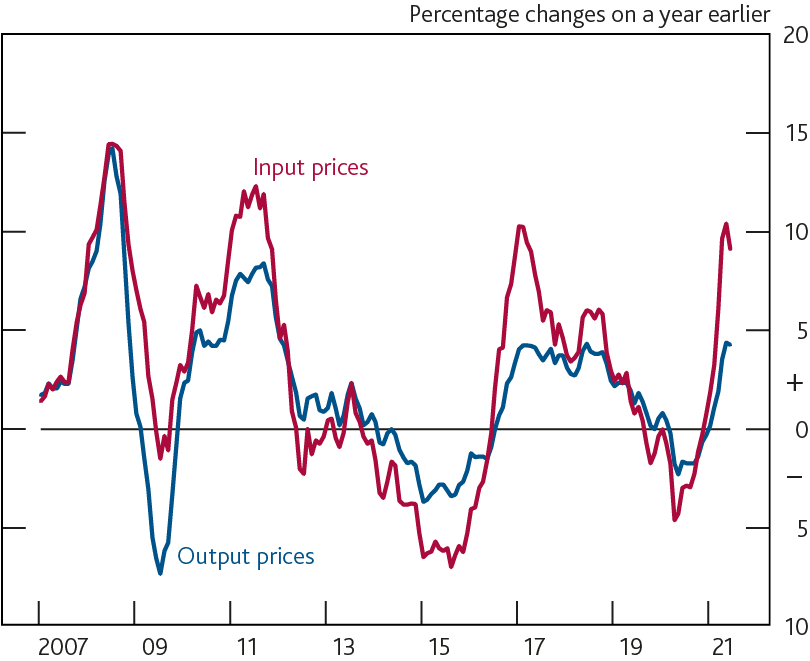 Percentage changes on a year earlier
20
15
Input prices
10
5
+
0
–
5
Output prices
10
2007 09 11 13 15 17 19 21